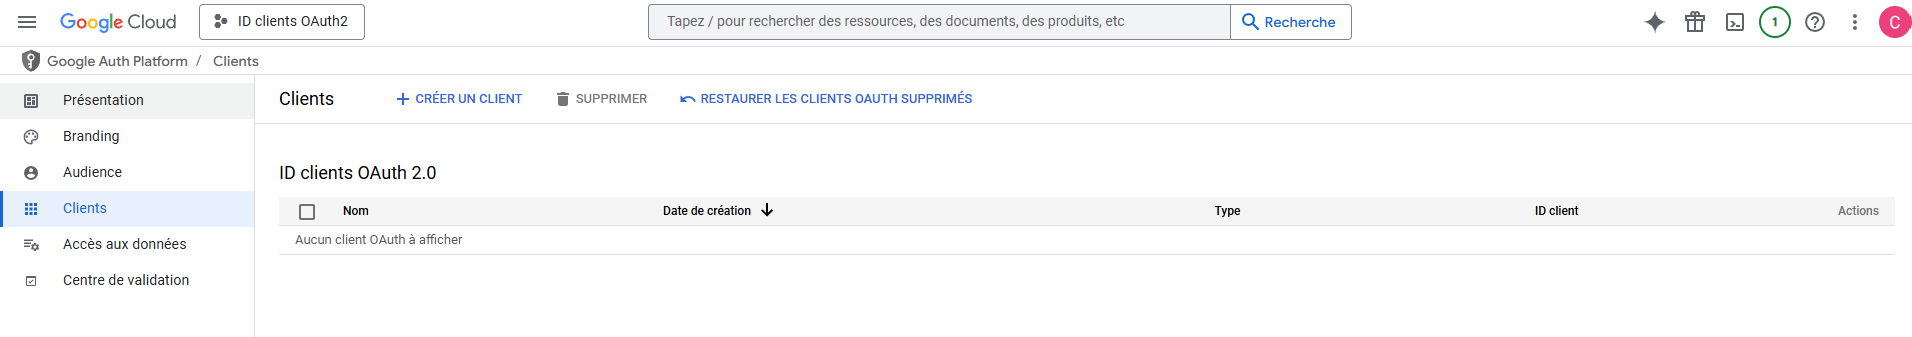 Google Cloud
ID clients OAuth2
Tapez / pour rechercher des ressources, des documents, des produits, etc
Recherche
1
C
Google Auth Platform / Clients
Présentation
Branding
Audience
Clients
Accès aux données
Centre de validation
Clients
CRÉER UN CLIENT
SUPPRIMER
RESTAURER LES CLIENTS OAUTH SUPPRIMÉS
ID clients OAuth 2.0
Nom
Date de création
Type
ID client
Actions
Aucun client OAuth à afficher